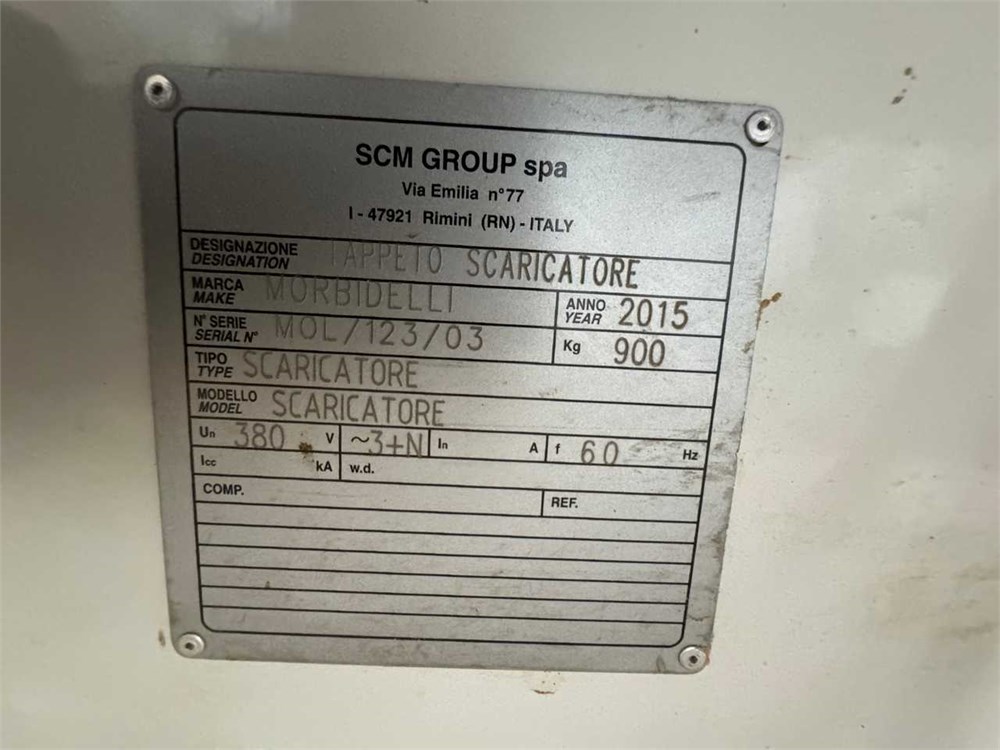 SCM GROUP spa
Via Emilia n°77
I - 47921 Rimini (RN) - ITALY
DESIGNAZIONE
DESIGNATION TAPPETO SCARICATORE
MARCA
MAKE MORBIDELLI
ANNO
YEAR 2015
N° SERIE
SERIAL N° MOL/123/03
Kg 900
TIPO
TYPE SCARICATORE
MODELLO
MODEL SCARICATORE
Un 380 V ~3+N In A f 60 Hz
Icc kA w.d.
COMP. REF.